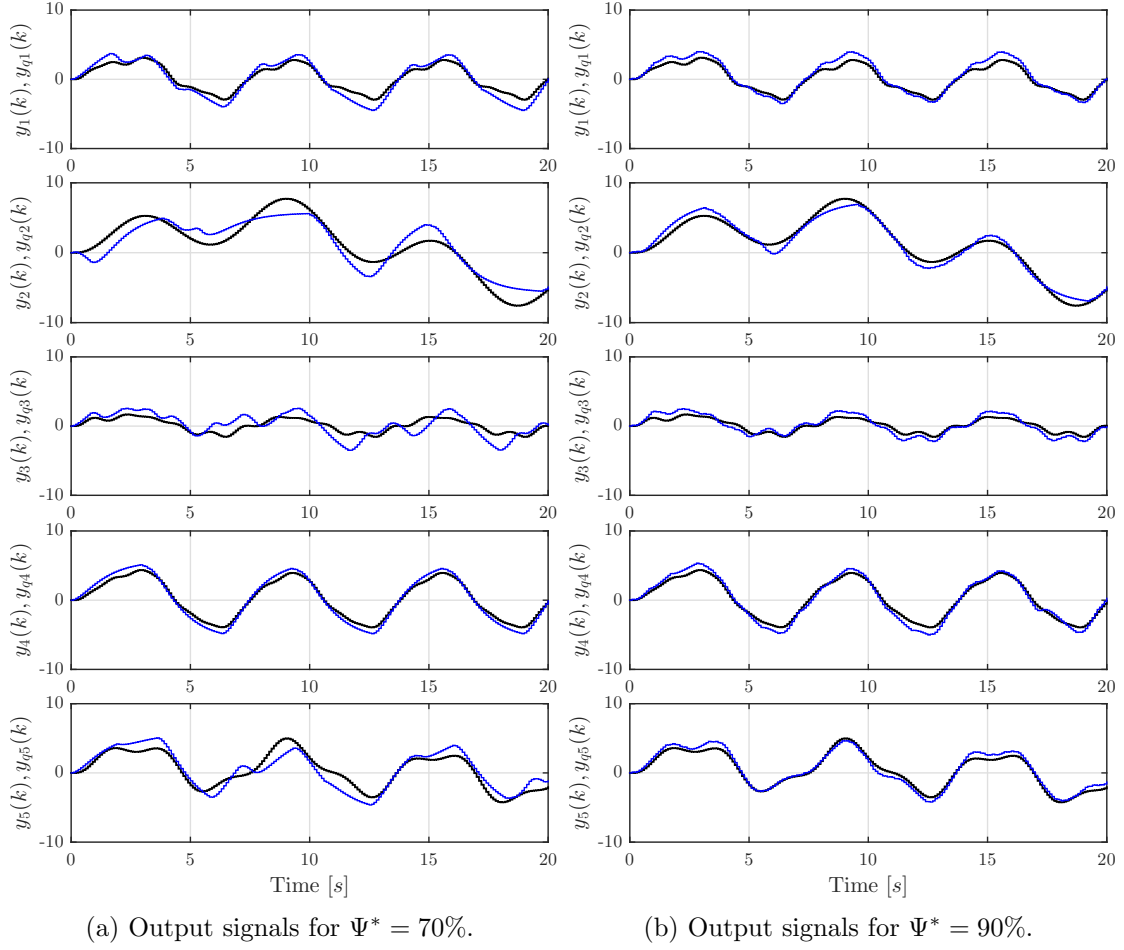 10
0
-10
y1(k), yq1(k)
0 5 10 15 20
10
0
-10
y2(k), yq2(k)
0 5 10 15 20
10
0
-10
y3(k), yq3(k)
0 5 10 15 20
10
0
-10
y4(k), yq4(k)
0 5 10 15 20
10
0
-10
y5(k), yq5(k)
0 5 10 15 20
Time [s]
(a) Output signals for Ψ* = 70%.
10
0
-10
y1(k), yq1(k)
0 5 10 15 20
10
0
-10
y2(k), yq2(k)
0 5 10 15 20
10
0
-10
y3(k), yq3(k)
0 5 10 15 20
10
0
-10
y4(k), yq4(k)
0 5 10 15 20
10
0
-10
y5(k), yq5(k)
0 5 10 15 20
Time [s]
(b) Output signals for Ψ* = 90%.